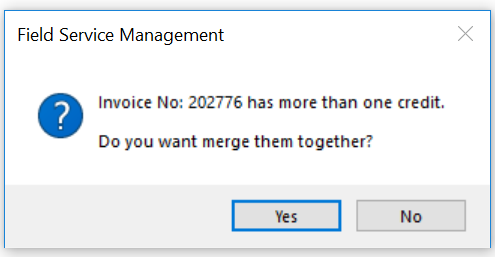 Field Service Management
Invoice No: 202776 has more than one credit.
Do you want merge them together?
Yes
No